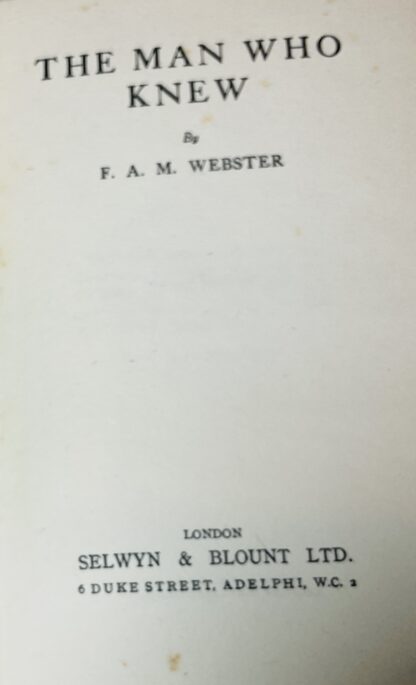 THE MAN WHO
KNEW
By
F. A. M. WEBSTER
LONDON
SELWYN & BLOUNT LTD.
6 DUKE STREET, ADELPHI, W.C. 2